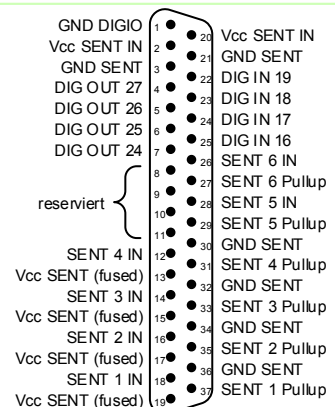 GND DIGIO 1
Vcc SENT IN 2
GND SENT 3
DIG OUT 27 4
DIG OUT 26 5
DIG OUT 25 6
DIG OUT 24 7
8
9
reserviert
10
11
SENT 4 IN 12
Vcc SENT (fused) 13
SENT 3 IN 14
Vcc SENT (fused) 15
SENT 2 IN 16
Vcc SENT (fused) 17
SENT 1 IN 18
Vcc SENT (fused) 19
20 Vcc SENT IN
21 GND SENT
22 DIG IN 19
23 DIG IN 18
24 DIG IN 17
25 DIG IN 16
26 SENT 6 IN
27 SENT 6 Pullup
28 SENT 5 IN
29 SENT 5 Pullup
30 GND SENT
31 SENT 4 Pullup
32 GND SENT
33 SENT 3 Pullup
34 GND SENT
35 SENT 2 Pullup
36 GND SENT
37 SENT 1 Pullup